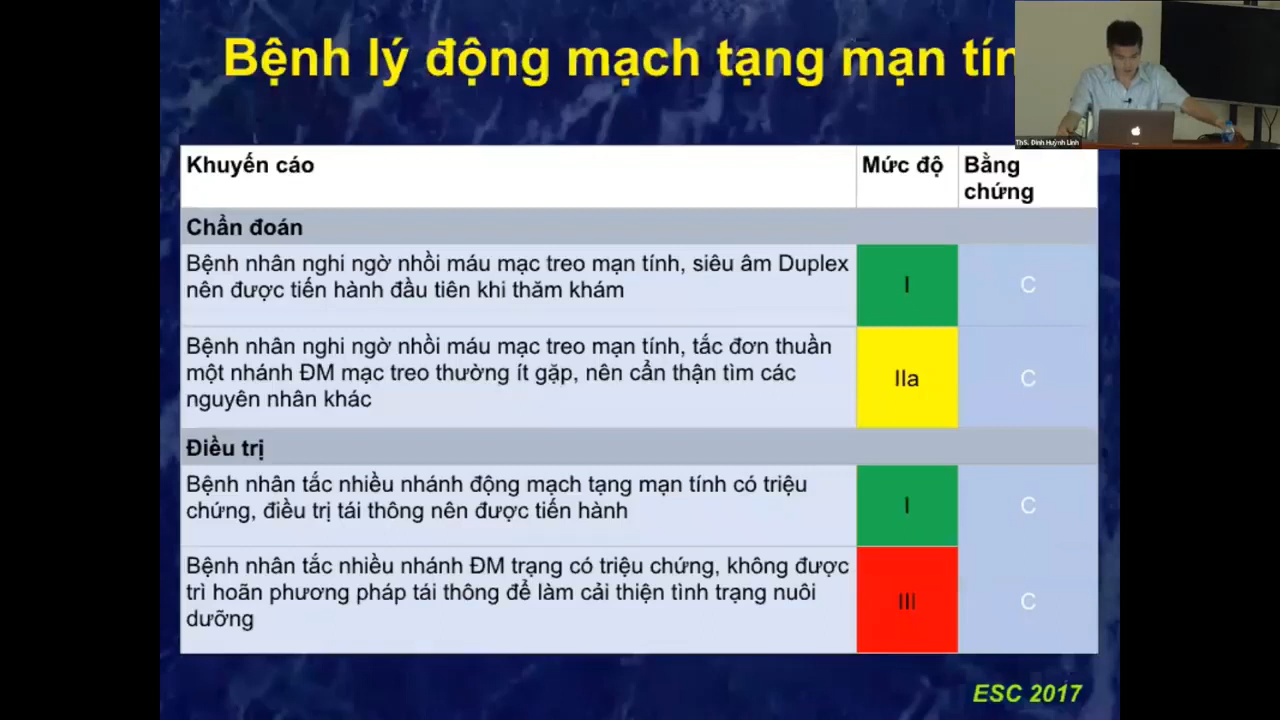 Bệnh lý động mạch tạng mạn tín
ThS. Đinh Huỳnh Linh
Khuyến cáo
Mức độ
Bằng
chứng
Chẩn đoán
Bệnh nhân nghi ngờ nhồi máu mạc treo mạn tính, siêu âm Duplex
nên được tiến hành đầu tiên khi thăm khám
I
C
Bệnh nhân nghi ngờ nhồi máu mạc treo mạn tính, tắc đơn thuần
một nhánh ĐM mạc treo thường ít gặp, nên cẩn thận tìm các
nguyên nhân khác
IIa
C
Điều trị
Bệnh nhân tắc nhiều nhánh động mạch tạng mạn tính có triệu
chứng, điều trị tái thông nên được tiến hành
I
C
Bệnh nhân tắc nhiều nhánh ĐM trạng có triệu chứng, không được
trì hoãn phương pháp tái thông để làm cải thiện tình trạng nuôi
dưỡng
III
C
ESC 2017